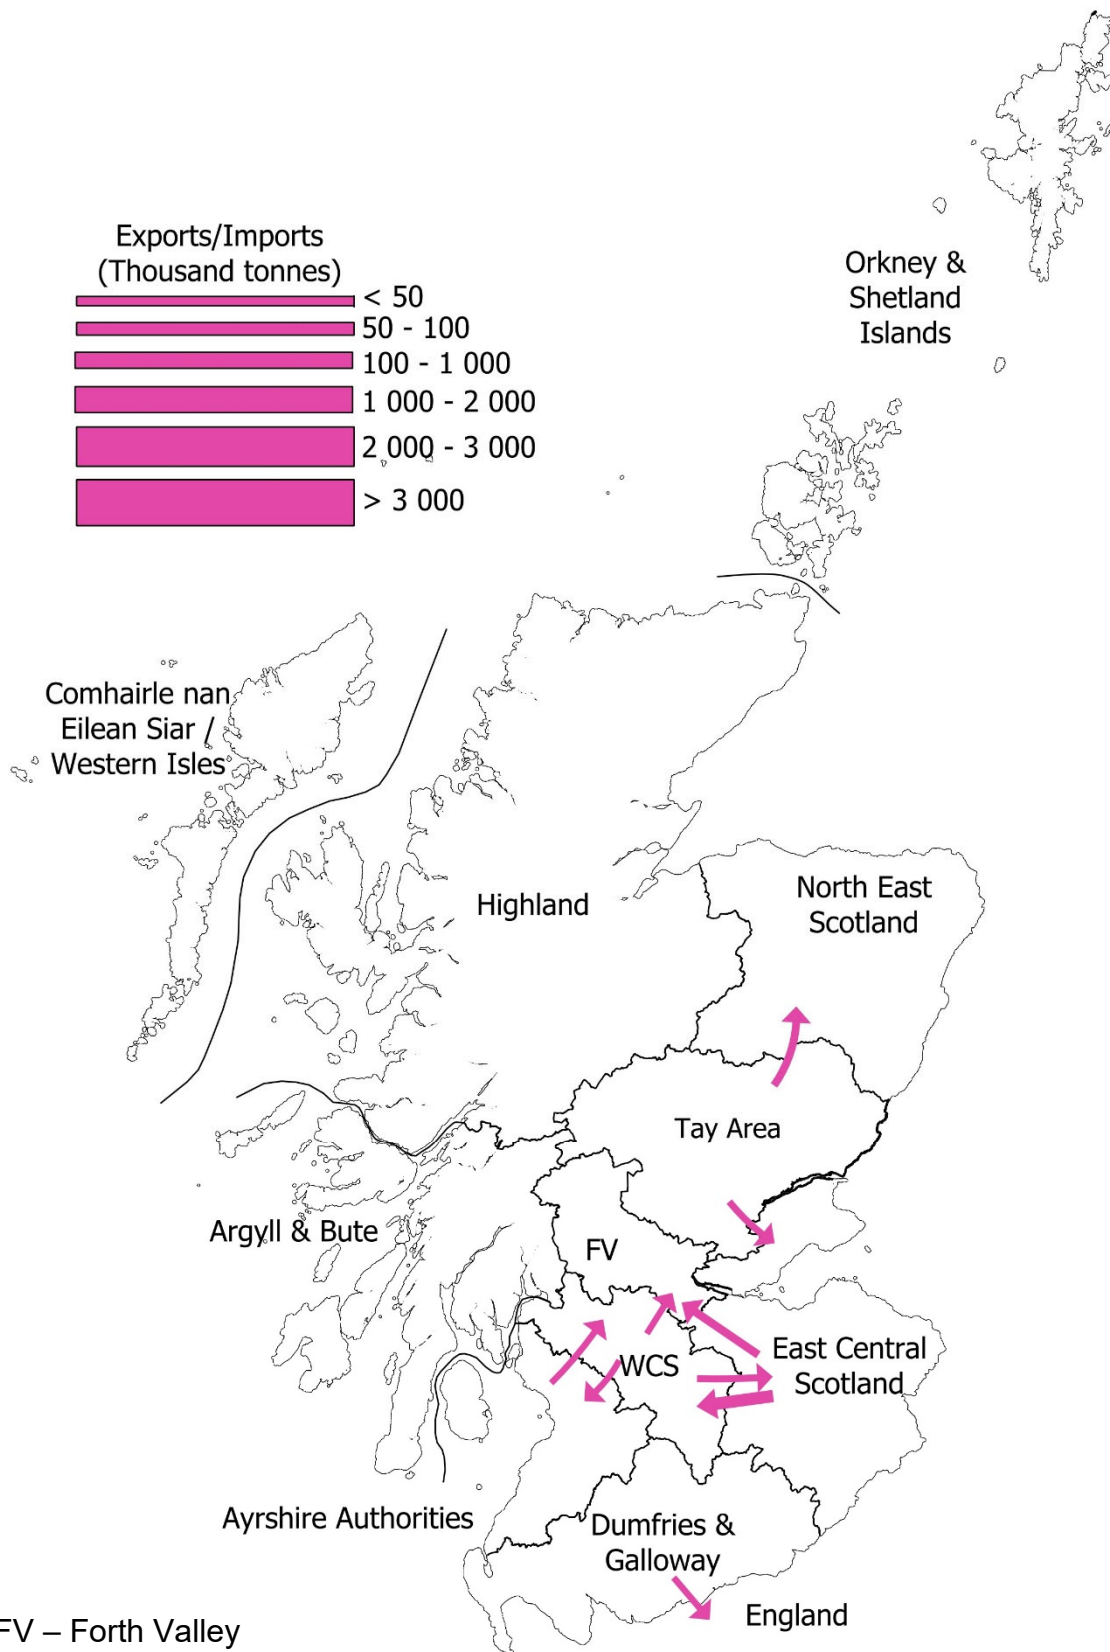 Exports/Imports
(Thousand tonnes)
< 50
50 - 100
100 - 1 000
1 000 - 2 000
2 000 - 3 000
> 3 000
Orkney &
Shetland
Islands
Comhairle nan
Eilean Siar /
Western Isles
Highland
North East
Scotland
Tay Area
Argyll & Bute
FV
WCS
East Central
Scotland
Ayrshire Authorities
Dumfries &
Galloway
England
FV – Forth Valley